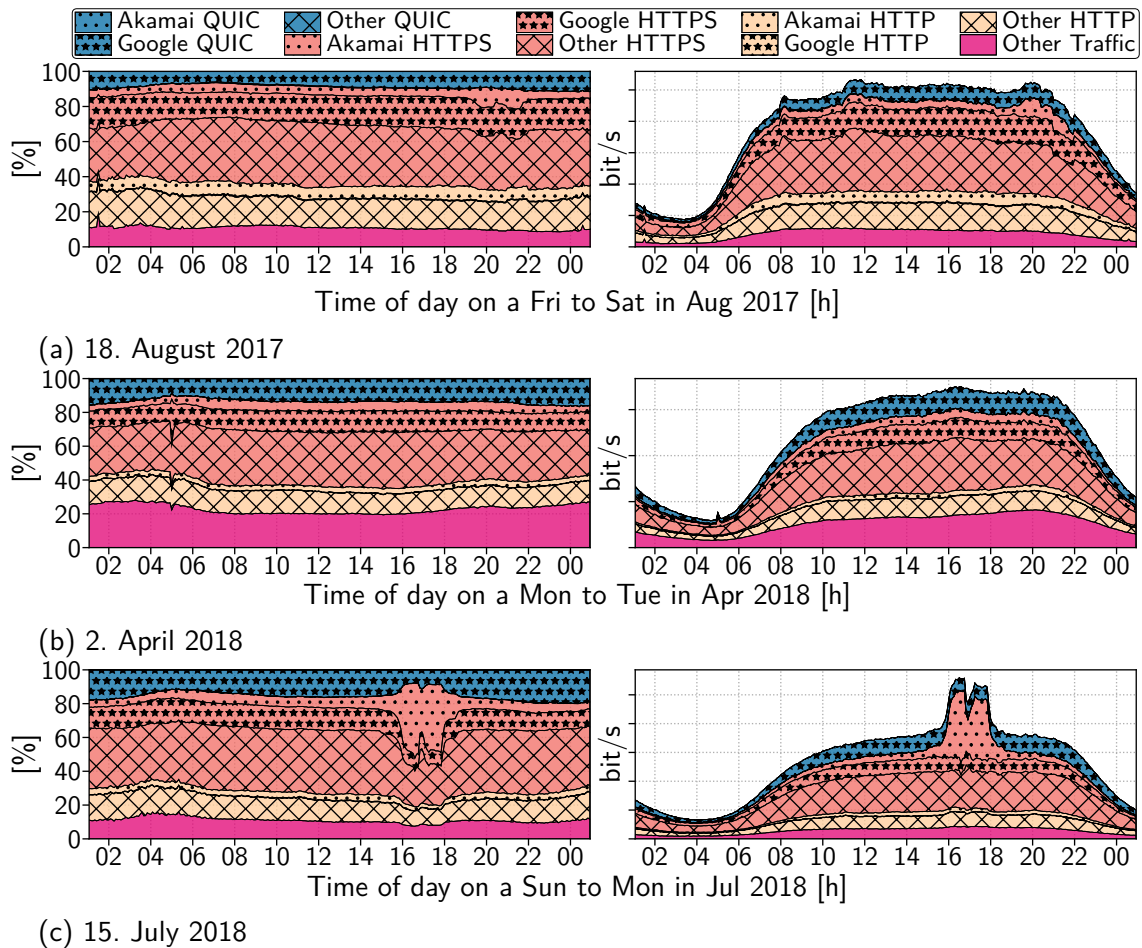 Akamai QUIC Other QUIC Google HTTPS Akamai HTTP Other HTTP
Google QUIC Akamai HTTPS Other HTTPS Google HTTP Other Traffic
[%]
100
80
60
40
20
0
02 04 06 08 10 12 14 16 18 20 22 00
bit/s
02 04 06 08 10 12 14 16 18 20 22 00
Time of day on a Fri to Sat in Aug 2017 [h]
(a) 18. August 2017
[%]
100
80
60
40
20
0
02 04 06 08 10 12 14 16 18 20 22 00
bit/s
02 04 06 08 10 12 14 16 18 20 22 00
Time of day on a Mon to Tue in Apr 2018 [h]
(b) 2. April 2018
[%]
100
80
60
40
20
0
02 04 06 08 10 12 14 16 18 20 22 00
bit/s
02 04 06 08 10 12 14 16 18 20 22 00
Time of day on a Sun to Mon in Jul 2018 [h]
(c) 15. July 2018